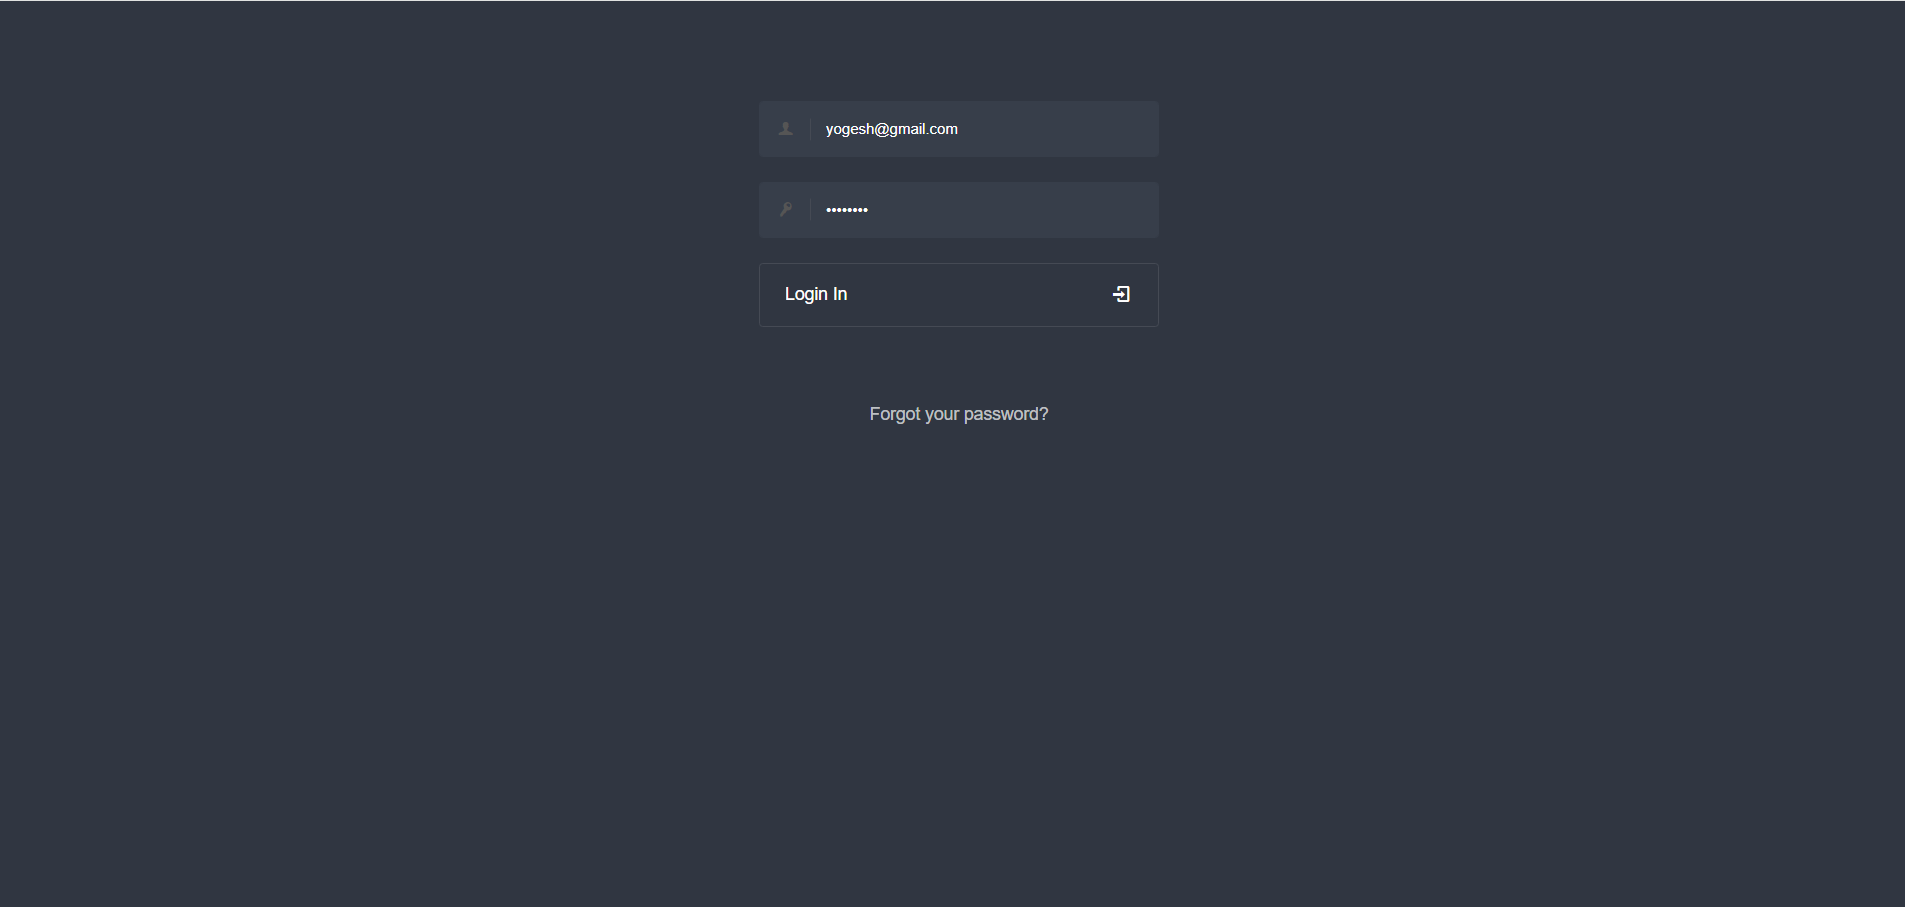 yogesh@gmail.com
••••••••
Login In
Forgot your password?